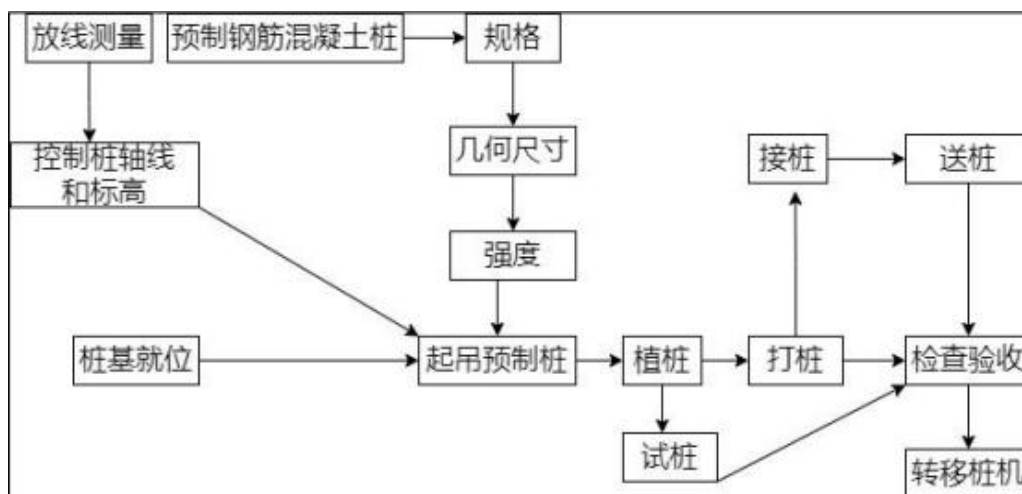 放线测量
预制钢筋混凝土桩
规格
几何尺寸
控制桩轴线
和标高
接桩
送桩
强度
桩基就位
起吊预制桩
植桩
打桩
检查验收
试桩
转移桩机